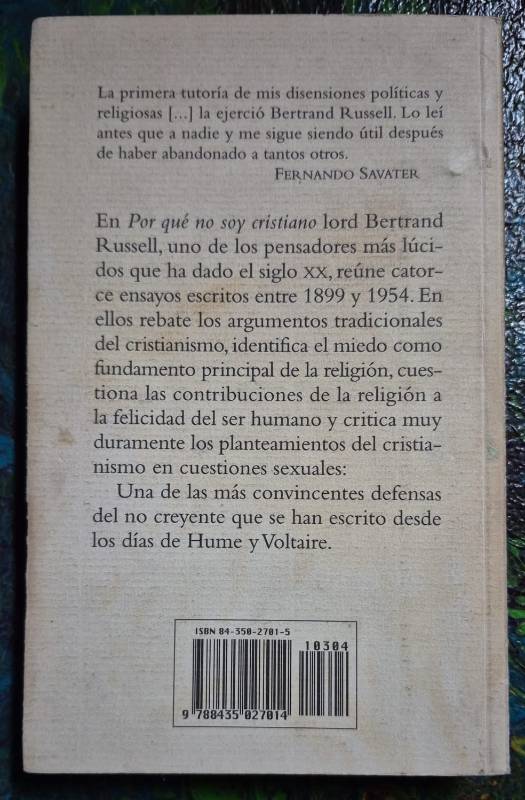 La primera tutoría de mis disensiones políticas y
religiosas [...] la ejerció Bertrand Russell. Lo leí
antes que a nadie y me sigue siendo útil después
de haber abandonado a tantos otros.
FERNANDO SAVATER
En Por qué no soy cristiano lord Bertrand
Russell, uno de los pensadores más lúci-
dos que ha dado el siglo XX, reúne cator-
ce ensayos escritos entre 1899 y 1954. En
ellos rebate los argumentos tradicionales
del cristianismo, identifica el miedo como
fundamento principal de la religión, cues-
tiona las contribuciones de la religión a
la felicidad del ser humano y critica muy
duramente los planteamientos del cristia-
nismo en cuestiones sexuales:
Una de las más convincentes defensas
del no creyente que se han escrito desde
los días de Hume y Voltaire.
ISBN 84-350-2701-5
10304
9 788435 027014